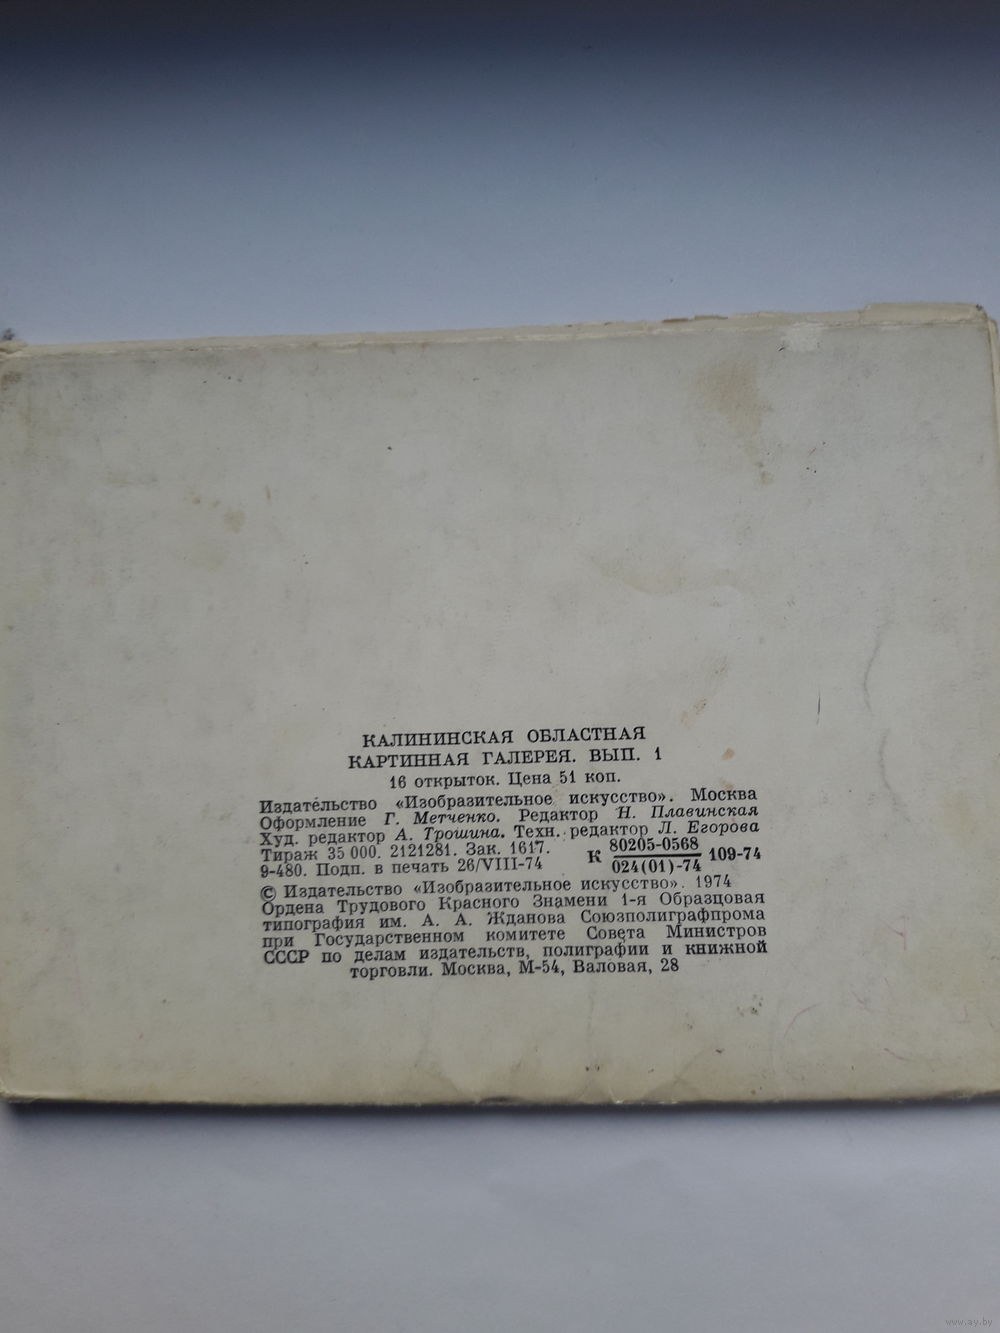 КАЛИНИНСКАЯ ОБЛАСТНАЯ
КАРТИННАЯ ГАЛЕРЕЯ. ВЫП. 1
16 открыток. Цена 51 коп.
Издательство «Изобразительное искусство». Москва
Оформление Г. Метченко. Редактор Н. Плавинская
Худ. редактор А. Трошина. Техн. редактор Л. Егорова
Тираж 35 000. 2121281. Зак. 1617.
9-480. Подп. в печать 26/VIII-74
К 80205-0568
024(01)-74 109-74
© Издательство «Изобразительное искусство». 1974
Ордена Трудового Красного Знамени 1-я Образцовая
типография им. А. А. Жданова Союзполиграфпрома
при Государственном комитете Совета Министров
СССР по делам издательств, полиграфии и книжной
торговли. Москва, М-54, Валовая, 28
www.ay.by